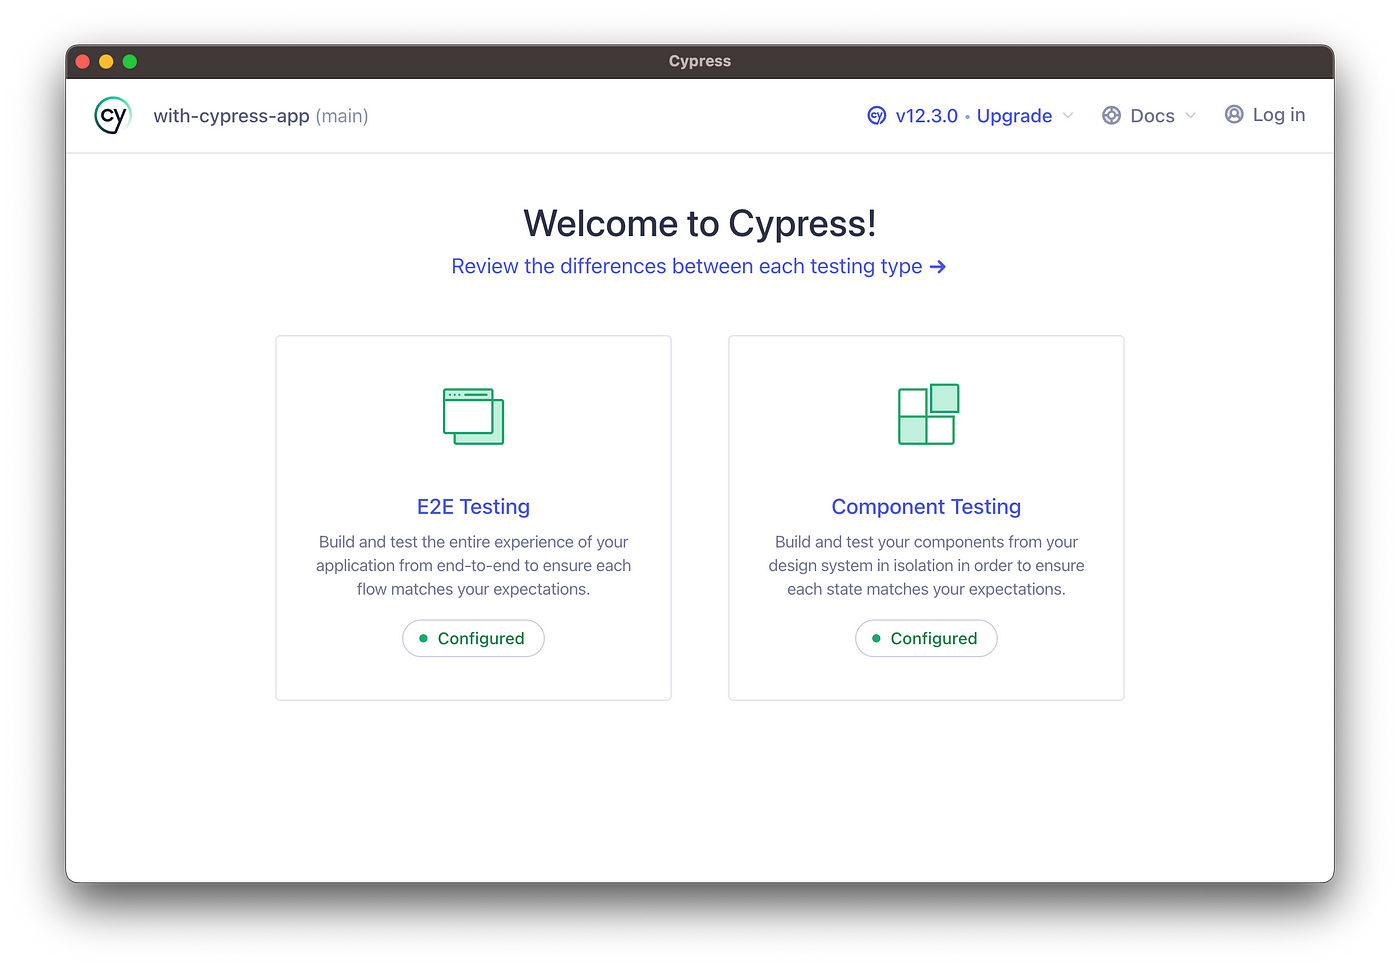 Cypress
cy with-cypress-app (main) cy v12.3.0 • Upgrade Docs Log in
Welcome to Cypress!
Review the differences between each testing type →
E2E Testing
Build and test the entire experience of your
application from end-to-end to ensure each
flow matches your expectations.
Configured
Component Testing
Build and test your components from your
design system in isolation in order to ensure
each state matches your expectations.
Configured